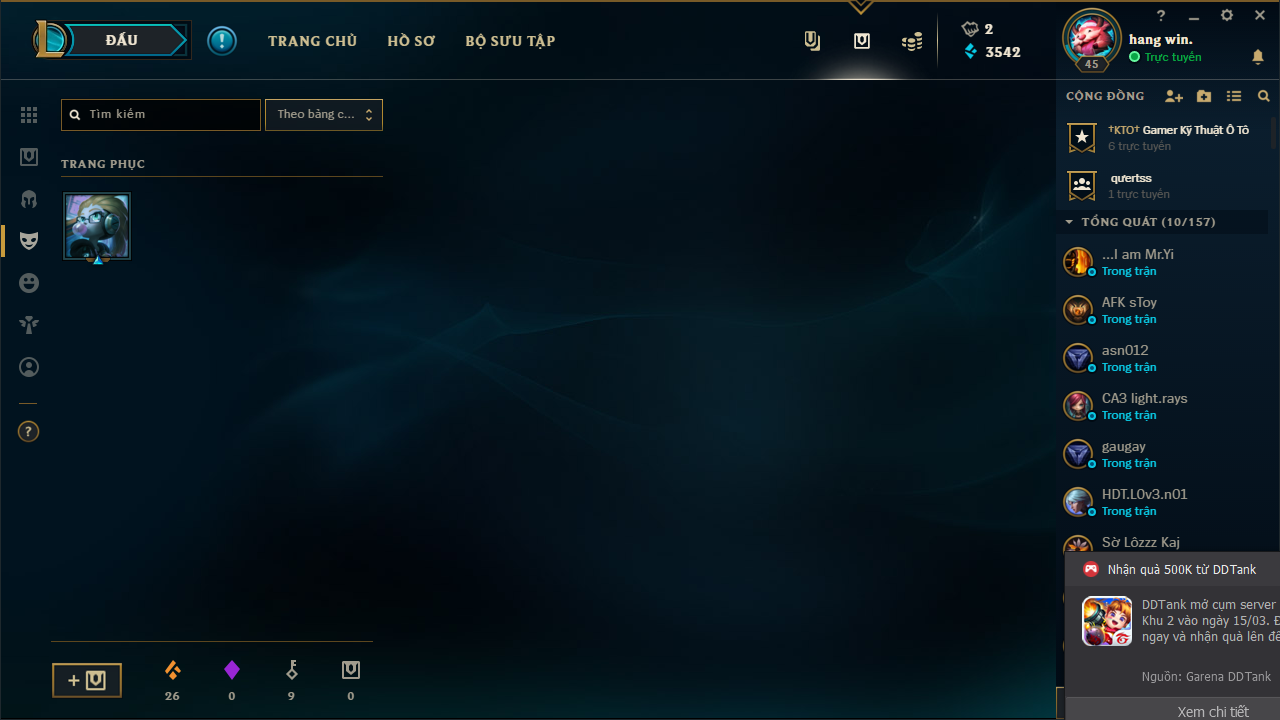 ĐẤU
TRANG CHỦ
HỒ SƠ
BỘ SƯU TẬP
2
3542
45
hang win.
Trực tuyến
Tìm kiếm
Theo bảng c...
TRANG PHỤC
26
0
9
0
CỘNG ĐỒNG
†KTO† Gamer Kỹ Thuật Ô Tô
6 trực tuyến
qưertss
1 trực tuyến
TỔNG QUÁT (10/157)
...I am Mr.Yi
Trong trận
AFK sToy
Trong trận
asn012
Trong trận
CA3 light.rays
Trong trận
gaugay
Trong trận
HDT.L0v3.n01
Trong trận
Sờ Lôzzz Kaj
Nhận quà 500K từ DDTank
DDTank mở cụm server
Khu 2 vào ngày 15/03. Đ
ngay và nhận quà lên đế
Nguồn: Garena DDTank
Xem chi tiết